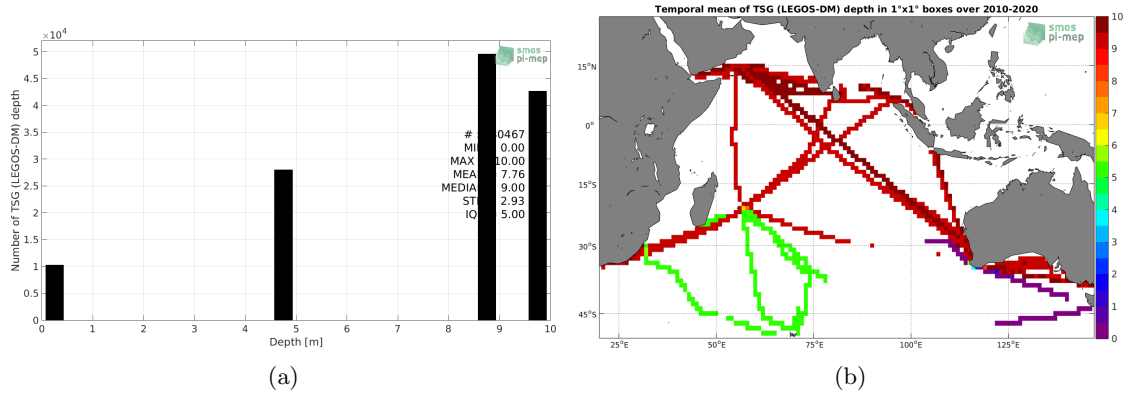 ×10⁴
5
4.5
4
3.5
3
2.5
2
1.5
1
0.5
0
0 1 2 3 4 5 6 7 8 9 10
Number of TSG (LEGOS-DM) depth
Depth [m]
smos
pi-mep
0.00
MAX 10.00
7.76
MEDIAN 9.00
2.93
5.00
(a)
Temporal mean of TSG (LEGOS-DM) depth in 1°x1° boxes over 2010-2020
smos
pi-mep
15°N
0°
15°S
30°S
45°S
25°E 50°E 75°E 100°E 125°E
10
9
8
7
6
5
4
3
2
1
0
(b)